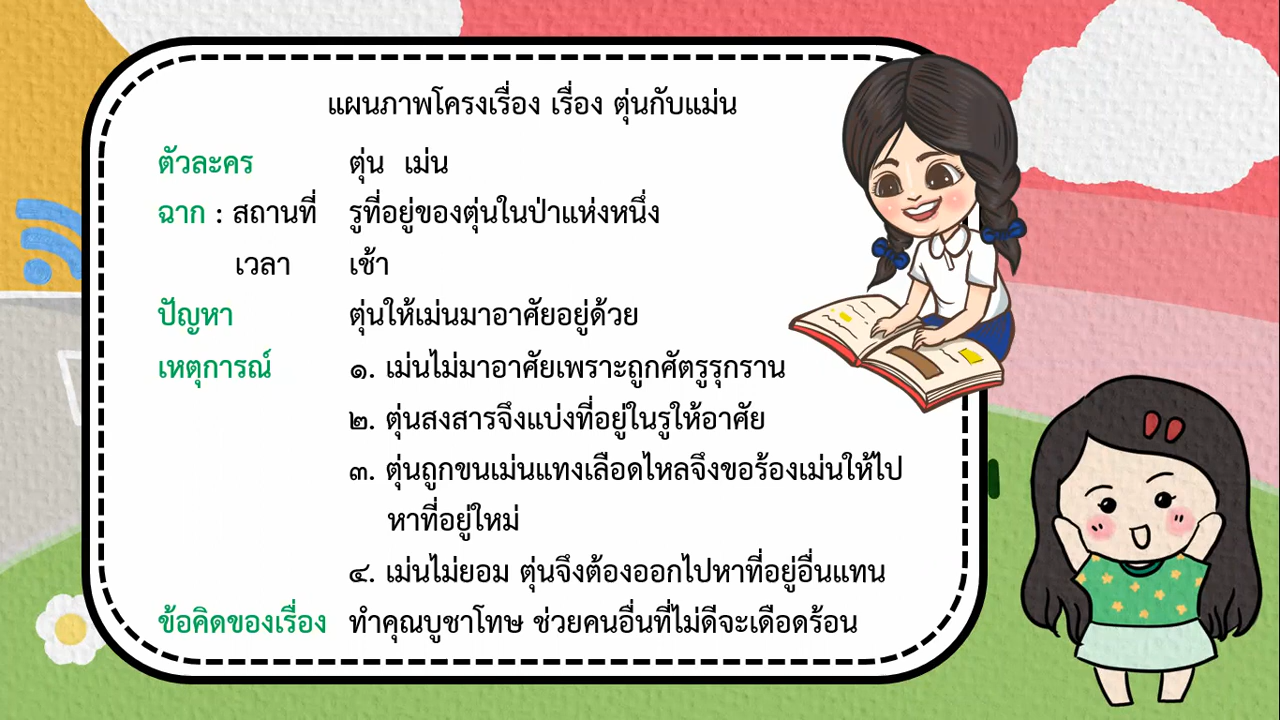 แผนภาพโครงเรื่อง เรื่อง ตุ่นกับแม่น
ตัวละคร ตุ่น เม่น
ฉาก : สถานที่ รูที่อยู่ของตุ่นในป่าแห่งหนึ่ง
เวลา เช้า
ปัญหา ตุ่นให้เม่นมาอาศัยอยู่ด้วย
เหตุการณ์ ๑. เม่นไม่มาอาศัยเพราะถูกศัตรูรุกราน
๒. ตุ่นสงสารจึงแบ่งที่อยู่ในรูให้อาศัย
๓. ตุ่นถูกขนเม่นแทงเลือดไหลจึงขอร้องเม่นให้ไป
หาที่อยู่ใหม่
๔. เม่นไม่ยอม ตุ่นจึงต้องออกไปหาที่อยู่อื่นแทน
ข้อคิดของเรื่อง ทำคุณบูชาโทษ ช่วยคนอื่นที่ไม่ดีจะเดือดร้อน